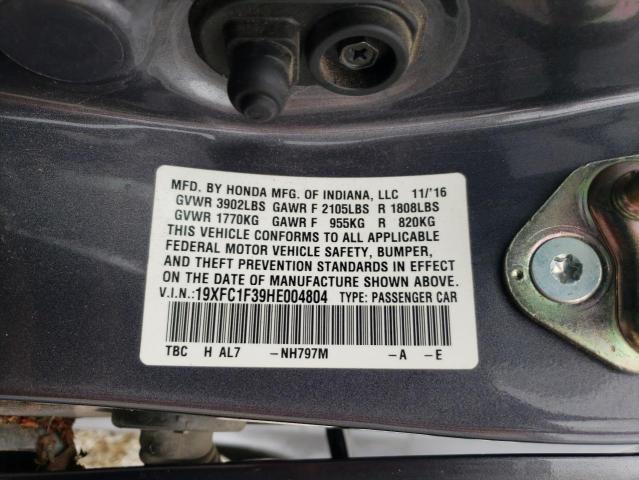 MFD. BY HONDA MFG. OF INDIANA, LLC 11/'16
GVWR 3902LBS GAWR F 2105LBS R 1808LBS
GVWR 1770KG GAWR F 955KG R 820KG
THIS VEHICLE CONFORMS TO ALL APPLICABLE
FEDERAL MOTOR VEHICLE SAFETY, BUMPER,
AND THEFT PREVENTION STANDARDS IN EFFECT
ON THE DATE OF MANUFACTURE SHOWN ABOVE.
V.I.N.:19XFC1F39HE004804 TYPE: PASSENGER CAR
TBC H AL7 -NH797M -A -E